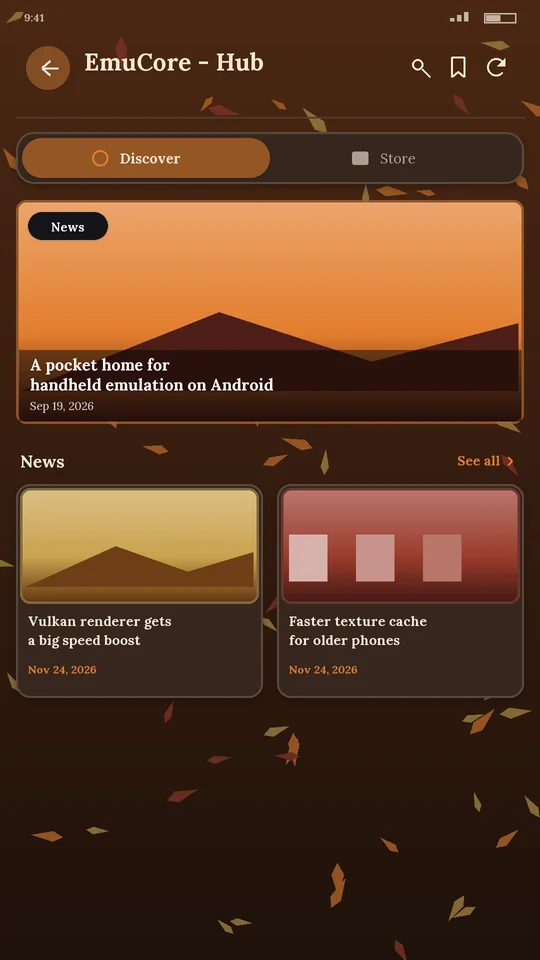 9:41
EmuCore - Hub
Discover
Store
News
A pocket home for
handheld emulation on Android
Sep 19, 2026
News
See all
Vulkan renderer gets
a big speed boost
Nov 24, 2026
Faster texture cache
for older phones
Nov 24, 2026